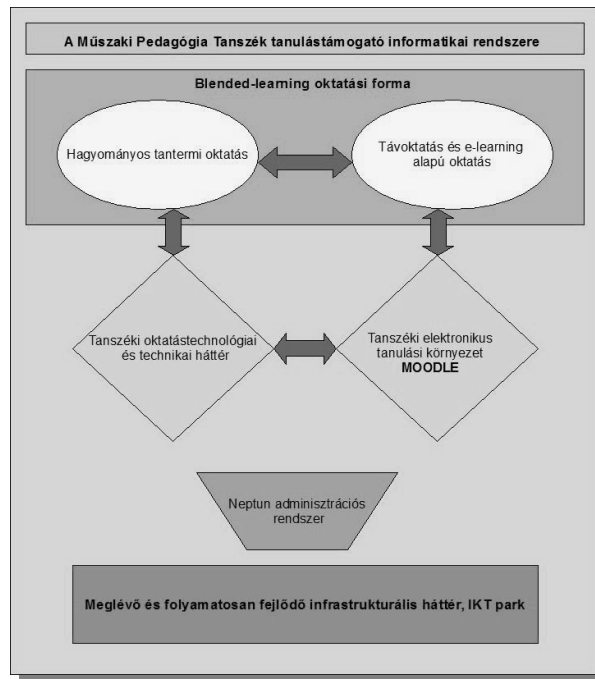 A Műszaki Pedagógia Tanszék tanulástámogató informatikai rendszere
Blended-learning oktatási forma
Hagyományos tantermi oktatás
Távoktatás és e-learning
alapú oktatás
Tanszéki oktatástechnológiai
és technikai háttér
Tanszéki elektronikus
tanulási környezet
MOODLE
Neptun adminisztrációs
rendszer
Meglévő és folyamatosan fejlődő infrastrukturális háttér, IKT park